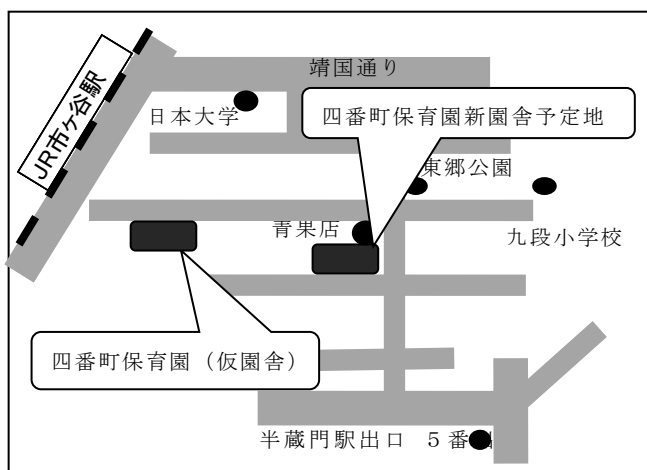 靖国通り
JR市ヶ谷駅
日本大学
四番町保育園新園舎予定地
東郷公園
青果店
九段小学校
四番町保育園（仮園舎）
半蔵門駅出口 5番